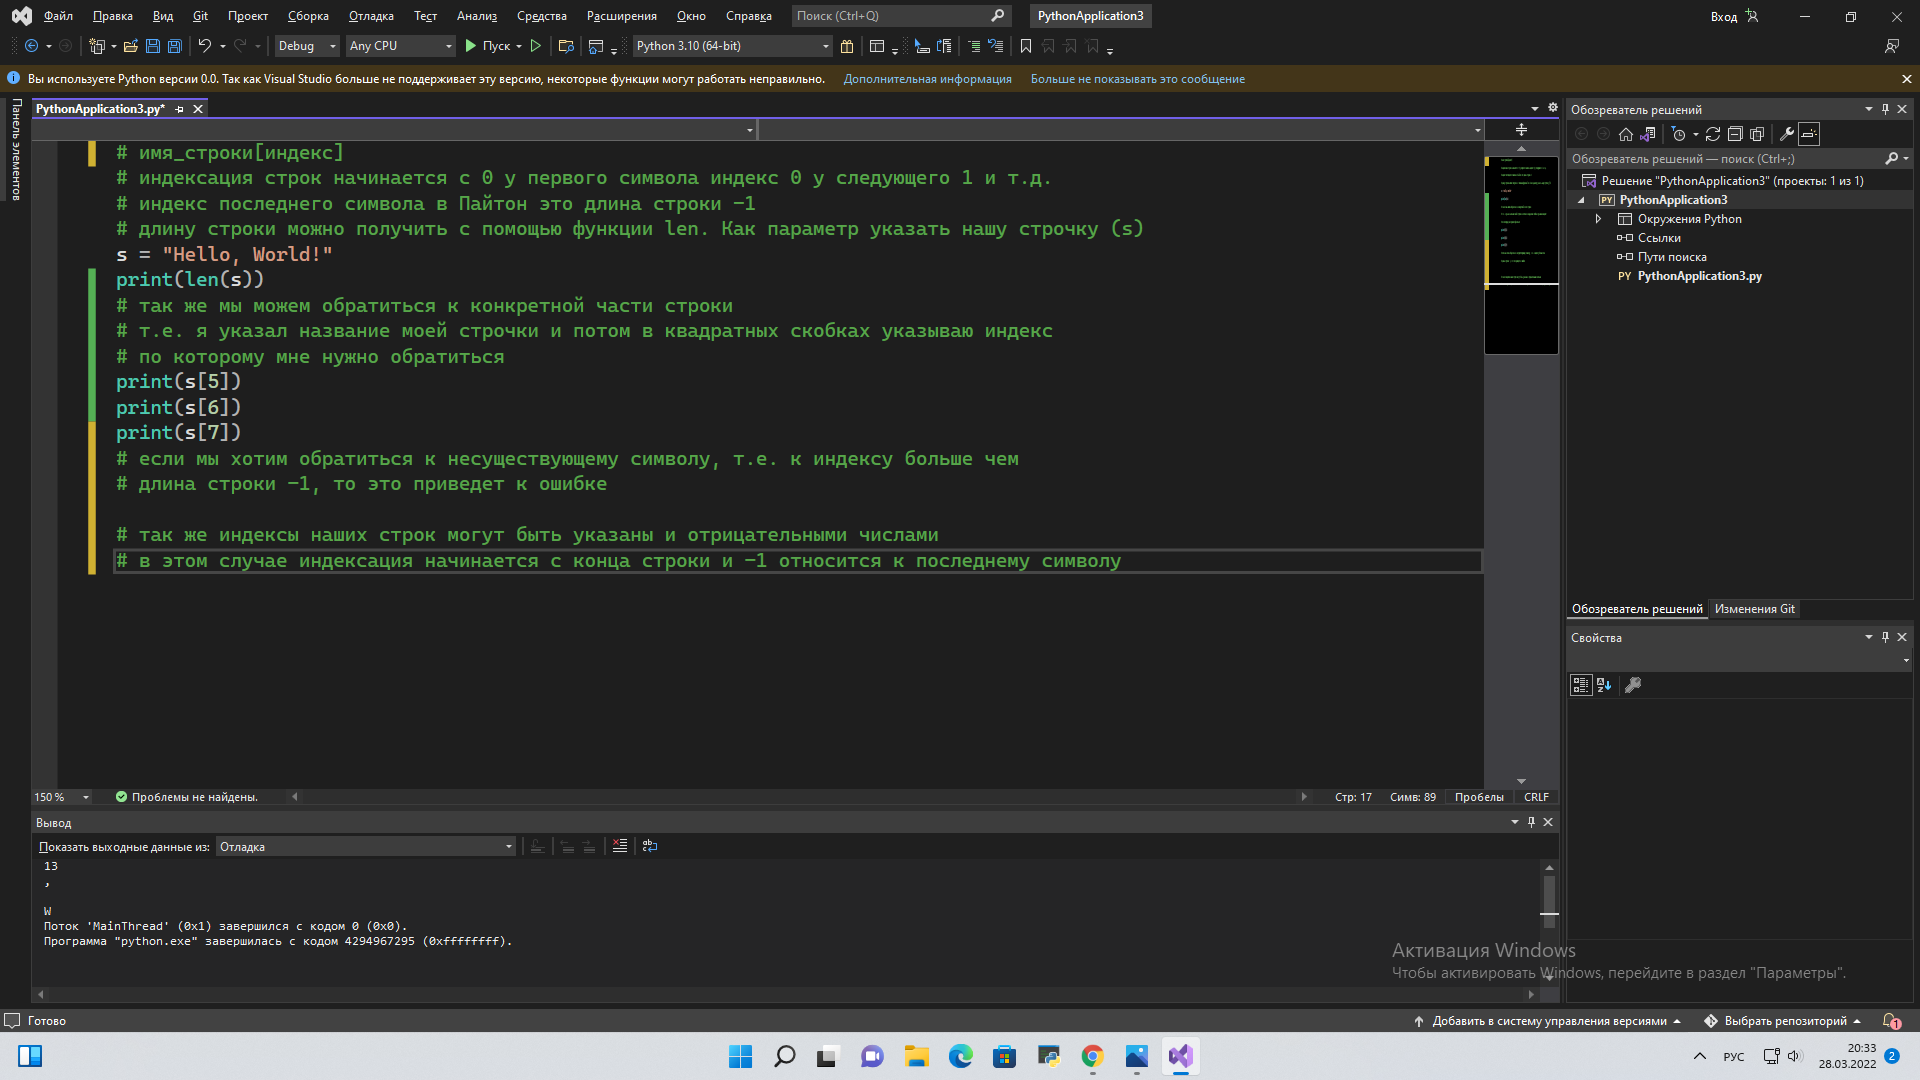 Файл Правка Вид Git Проект Сборка Отладка Тест Анализ Средства Расширения Окно Справка Поиск (Ctrl+Q) PythonApplication3 Вход
Debug Any CPU Пуск Python 3.10 (64-bit)
Вы используете Python версии 0.0. Так как Visual Studio больше не поддерживает эту версию, некоторые функции могут работать неправильно. Дополнительная информация Больше не показывать это сообщение
Панель элементов
PythonApplication3.py*
# имя_строки[индекс]
# индексация строк начинается с 0 у первого символа индекс 0 у следующего 1 и т.д.
# индекс последнего символа в Пайтон это длина строки -1
# длину строки можно получить с помощью функции len. Как параметр указать нашу строчку (s)
s = "Hello, World!"
print(len(s))
# так же мы можем обратиться к конкретной части строки
# т.е. я указал название моей строчки и потом в квадратных скобках указываю индекс
# по которому мне нужно обратиться
print(s[5])
print(s[6])
print(s[7])
# если мы хотим обратиться к несуществующему символу, т.е. к индексу больше чем
# длина строки -1, то это приведет к ошибке
# так же индексы наших строк могут быть указаны и отрицательными числами
# в этом случае индексация начинается с конца строки и -1 относится к последнему символу
150 % Проблемы не найдены. Стр: 17 Симв: 89 Пробелы CRLF
Вывод
Показать выходные данные из: Отладка
13
,
W
Поток 'MainThread' (0x1) завершился с кодом 0 (0x0).
Программа "python.exe" завершилась с кодом 4294967295 (0xffffffff).
Обозреватель решений
Обозреватель решений — поиск (Ctrl+;)
Решение "PythonApplication3" (проекты: 1 из 1)
PY PythonApplication3
Окружения Python
Ссылки
Пути поиска
PY PythonApplication3.py
Обозреватель решений Изменения Git
Свойства
Активация Windows
Чтобы активировать Windows, перейдите в раздел "Параметры".
Готово Добавить в систему управления версиями Выбрать репозиторий 1
РУС 20:33
28.03.2022 2